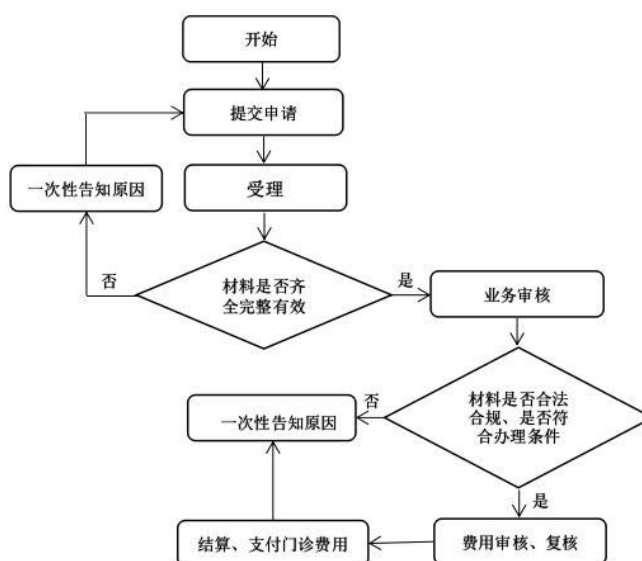 开始
提交申请
一次性告知原因
受理
否
材料是否齐
全完整有效
是
业务审核
一次性告知原因
否
材料是否合法
合规、是否符
合办理条件
是
结算、支付门诊费用
费用审核、复核